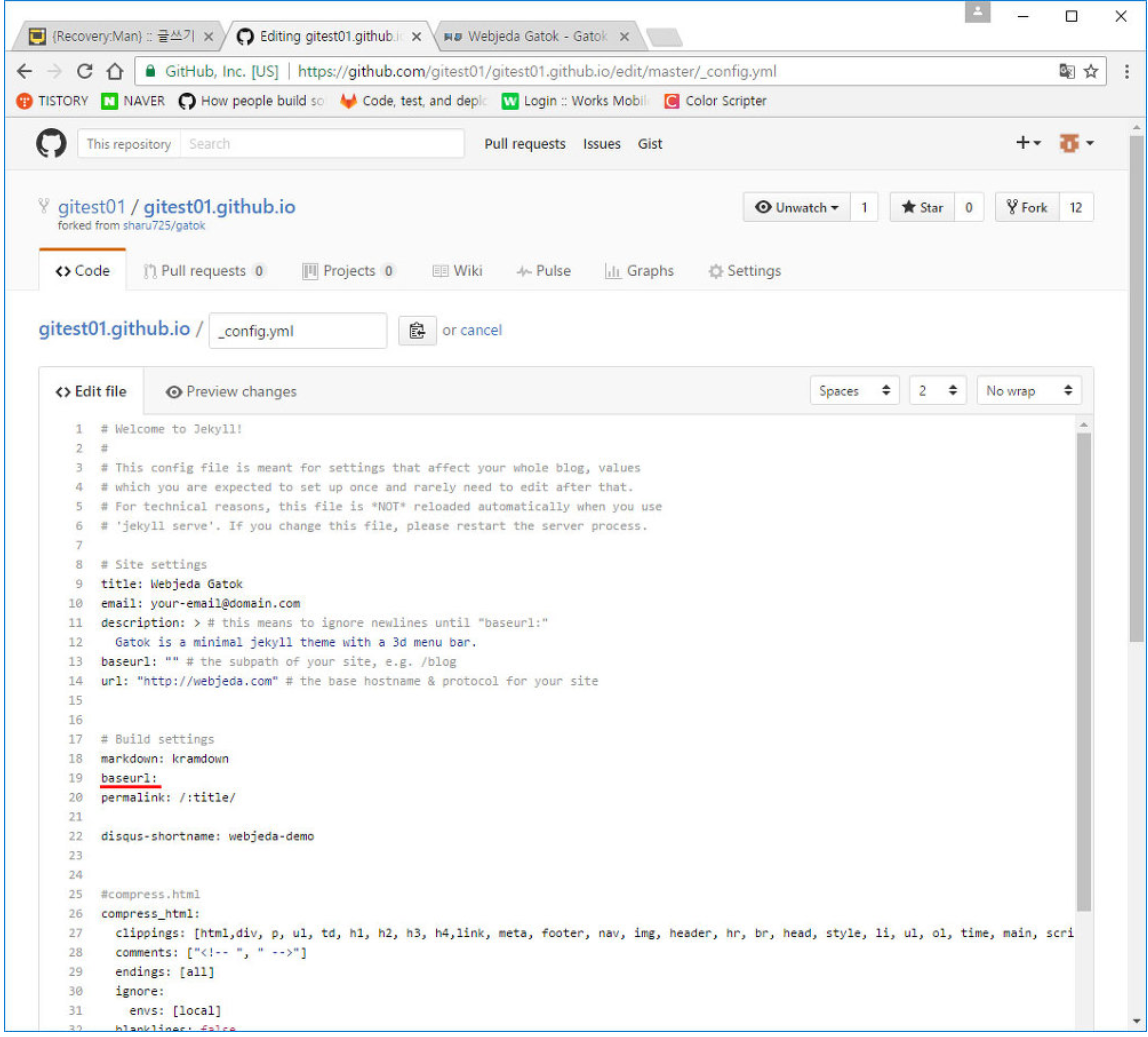 {Recovery:Man} :: 글쓰기
Editing gitest01.github.io
Webjeda Gatok - Gatok
GitHub, Inc. [US] | https://github.com/gitest01/gitest01.github.io/edit/master/_config.yml
TISTORY NAVER How people build so Code, test, and deplo Login :: Works Mobil Color Scripter
This repository Search Pull requests Issues Gist
gitest01 / gitest01.github.io
Unwatch 1 Star 0 Fork 12
forked from sharu725/gatok
Code Pull requests 0 Projects 0 Wiki Pulse Graphs Settings
gitest01.github.io / _config.yml or cancel
Edit file Preview changes Spaces 2 No wrap
1 # Welcome to Jekyll!
2 #
3 # This config file is meant for settings that affect your whole blog, values
4 # which you are expected to set up once and rarely need to edit after that.
5 # For technical reasons, this file is *NOT* reloaded automatically when you use
6 # 'jekyll serve'. If you change this file, please restart the server process.
7
8 # Site settings
9 title: Webjeda Gatok
10 email: your-email@domain.com
11 description: > # this means to ignore newlines until "baseurl:"
12 Gatok is a minimal jekyll theme with a 3d menu bar.
13 baseurl: "" # the subpath of your site, e.g. /blog
14 url: "http://webjeda.com" # the base hostname & protocol for your site
15
16
17 # Build settings
18 markdown: kramdown
19 baseurl:
20 permalink: /:title/
21
22 disqus-shortname: webjeda-demo
23
24
25 #compress.html
26 compress_html:
27 clippings: [html,div, p, ul, td, h1, h2, h3, h4,link, meta, footer, nav, img, header, hr, br, head, style, li, ul, ol, time, main, scri
28 comments: ["<!-- ", " -->"]
29 endings: [all]
30 ignore:
31 envs: [local]
32 blanklines: false